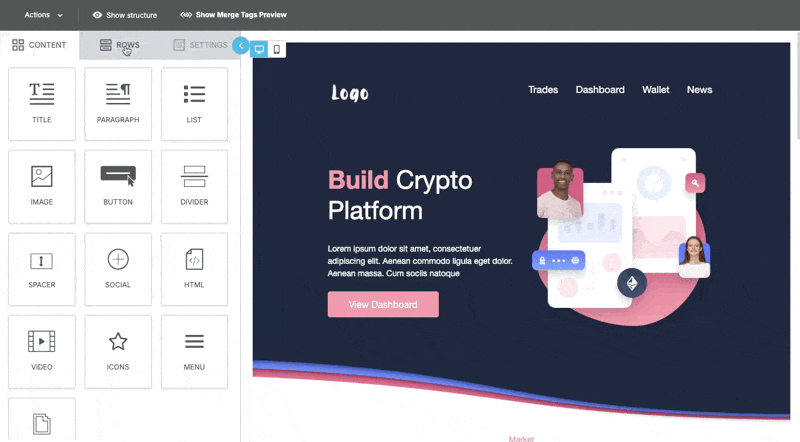 Actions
Show structure
Show Merge Tags Preview
CONTENT
ROWS
SETTINGS
TITLE
PARAGRAPH
LIST
IMAGE
BUTTON
DIVIDER
SPACER
SOCIAL
HTML
VIDEO
ICONS
MENU
Logo
Trades Dashboard Wallet News
Build Crypto
Platform
Lorem ipsum dolor sit amet, consectetuer
adipiscing elit. Aenean commodo ligula eget dolor.
Aenean massa. Cum sociis natoque
View Dashboard
Market